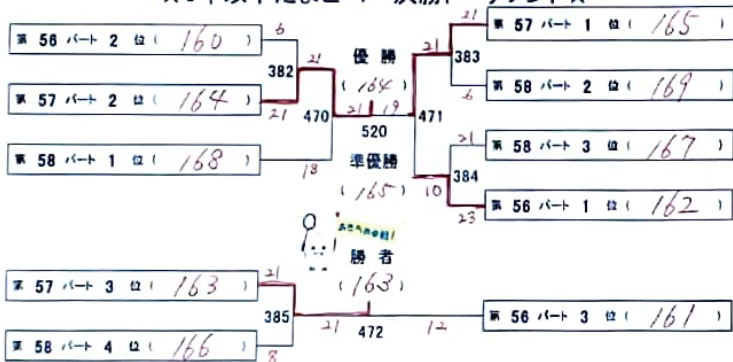 第 56 パート 2 位 ( 160 ) 6
382 21
第 57 パート 2 位 ( 164 ) 21
470
第 58 パート 1 位 ( 168 ) 18
優 勝
( 164 )
21 19
520
準優勝
( 165 )
21 第 57 パート 1 位 ( 165 )
21 383
6 第 58 パート 2 位 ( 169 )
471
21 第 58 パート 3 位 ( 167 )
10 384
23 第 56 パート 1 位 ( 162 )
勝 者
( 163 )
第 57 パート 3 位 ( 163 ) 21
385 21 472 12
第 58 パート 4 位 ( 166 ) 8
第 56 パート 3 位 ( 161 )